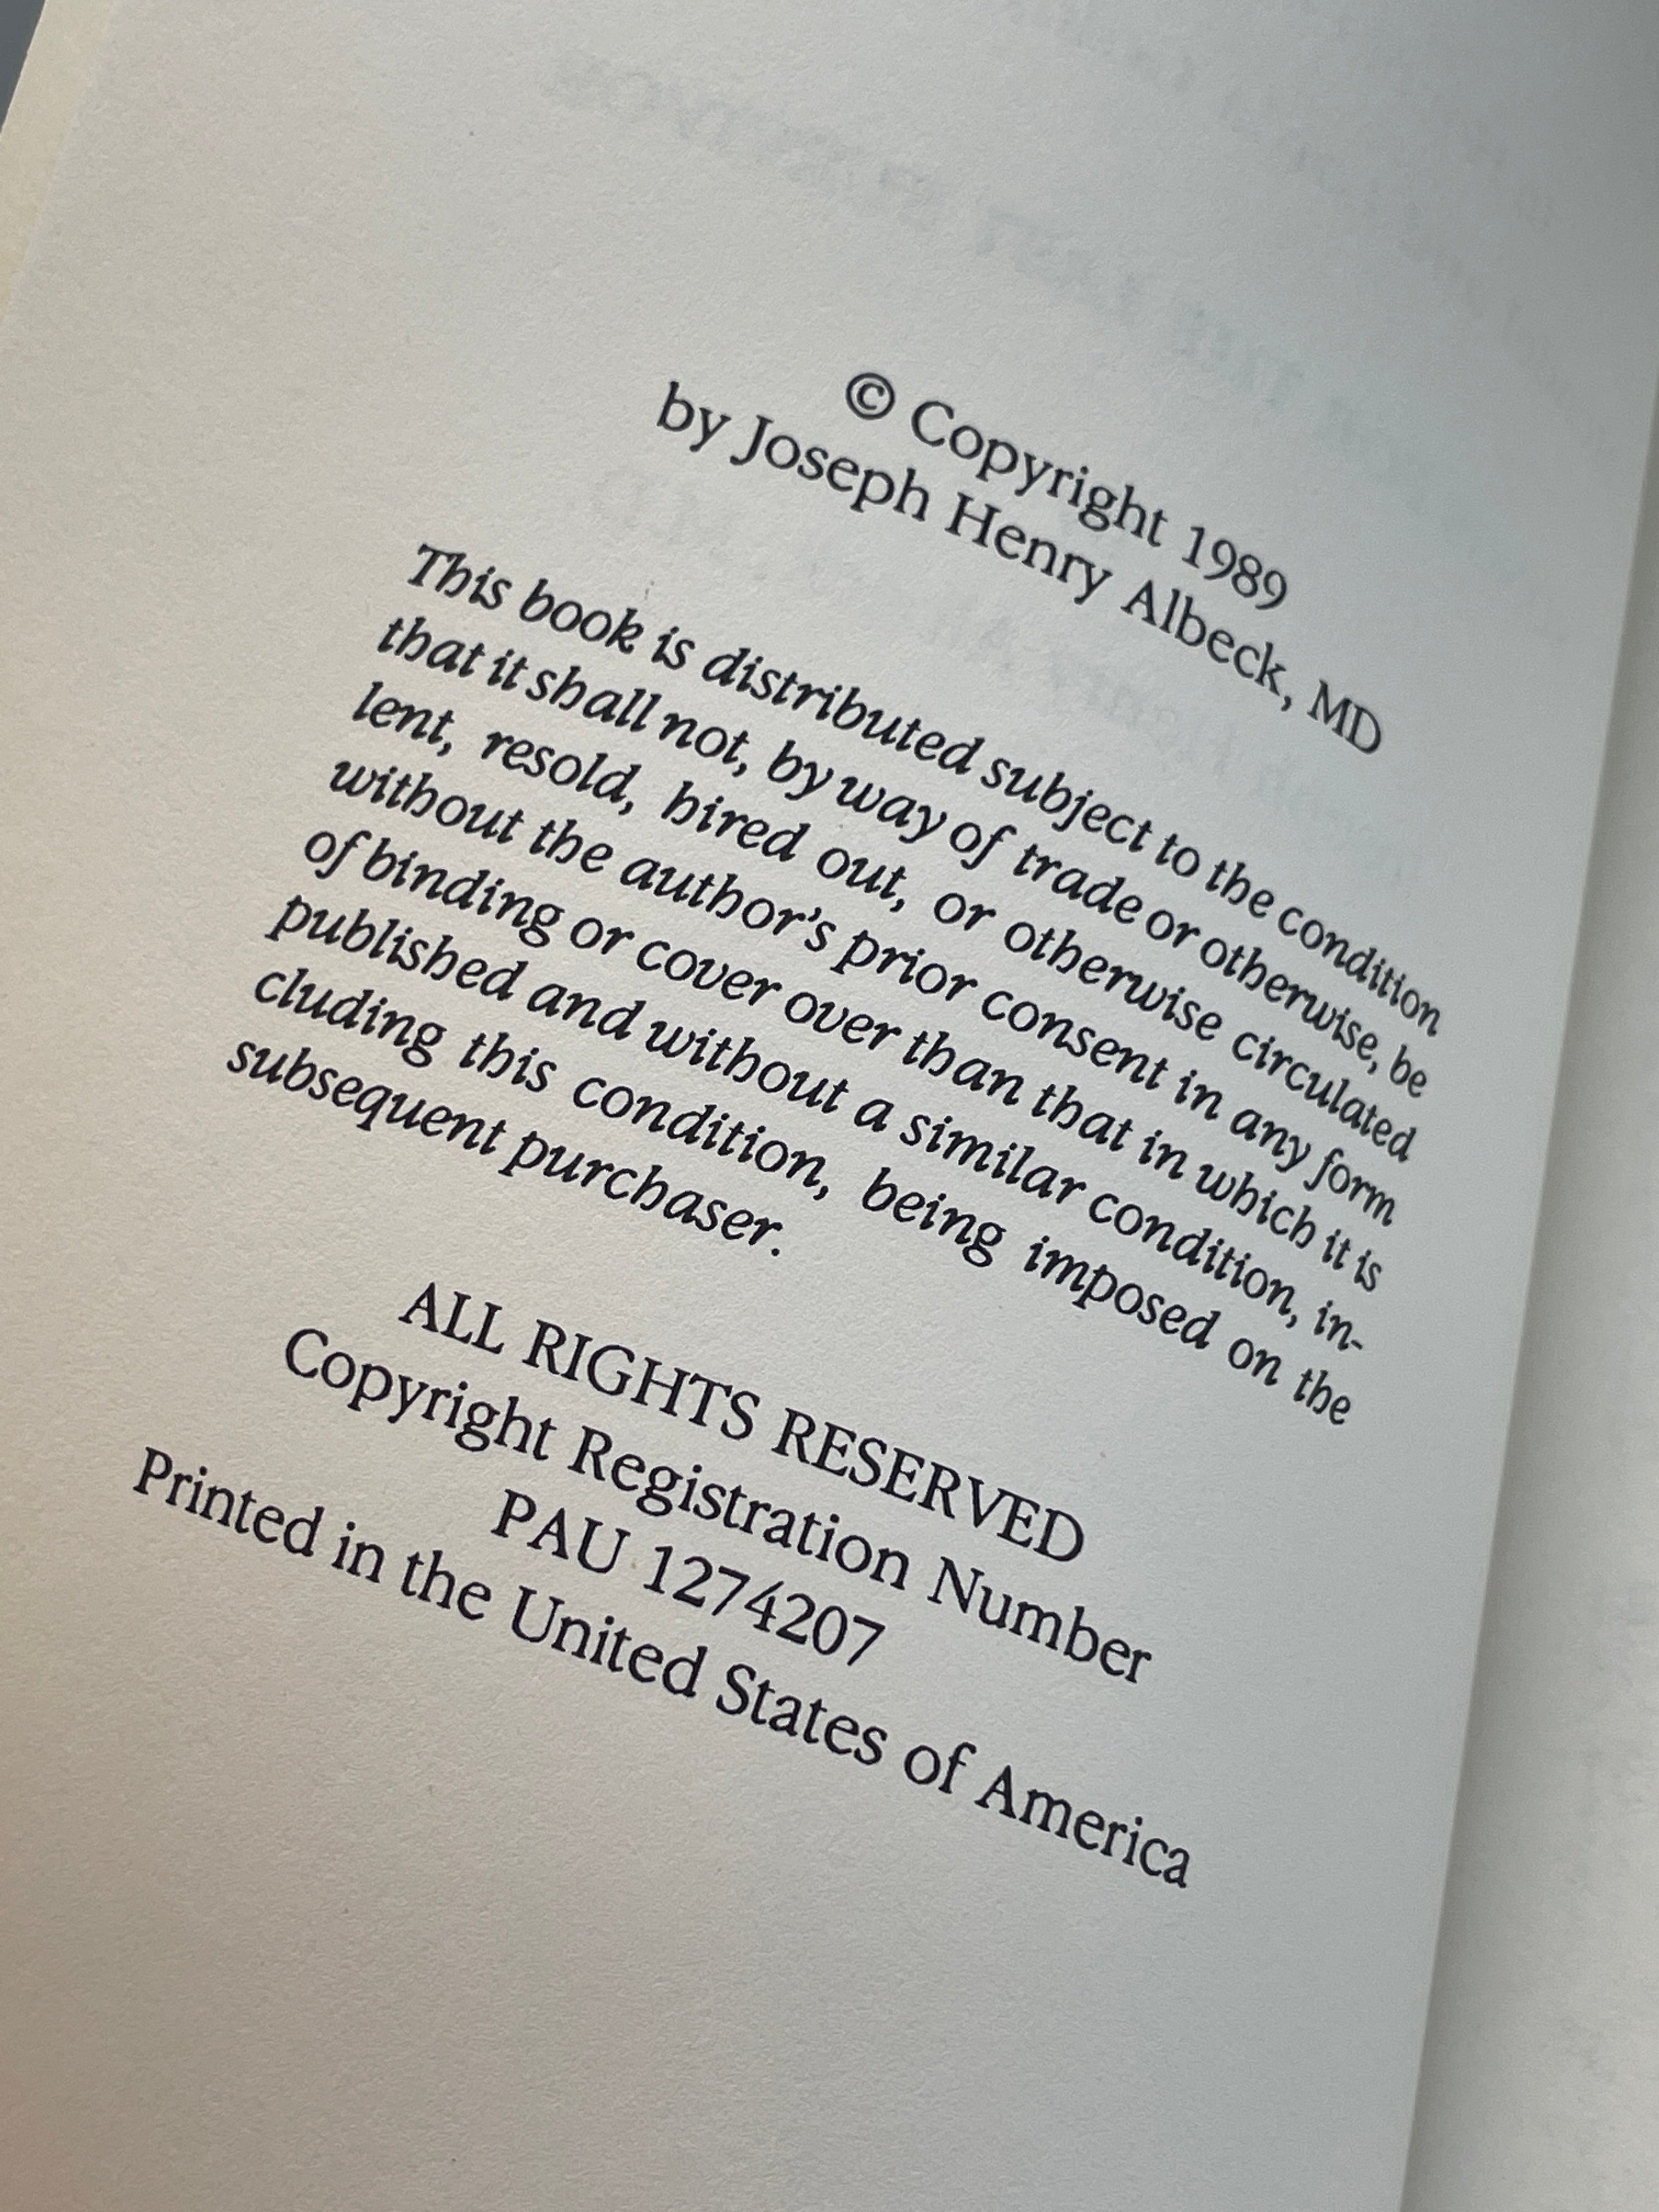 © Copyright 1989
by Joseph Henry Albeck, MD
This book is distributed subject to the condition
that it shall not, by way of trade or otherwise, be
lent, resold, hired out, or otherwise circulated
without the author's prior consent in any form
of binding or cover over than that in which it is
published and without a similar condition, in-
cluding this condition, being imposed on the
subsequent purchaser.
ALL RIGHTS RESERVED
Copyright Registration Number
PAU 1274207
Printed in the United States of America